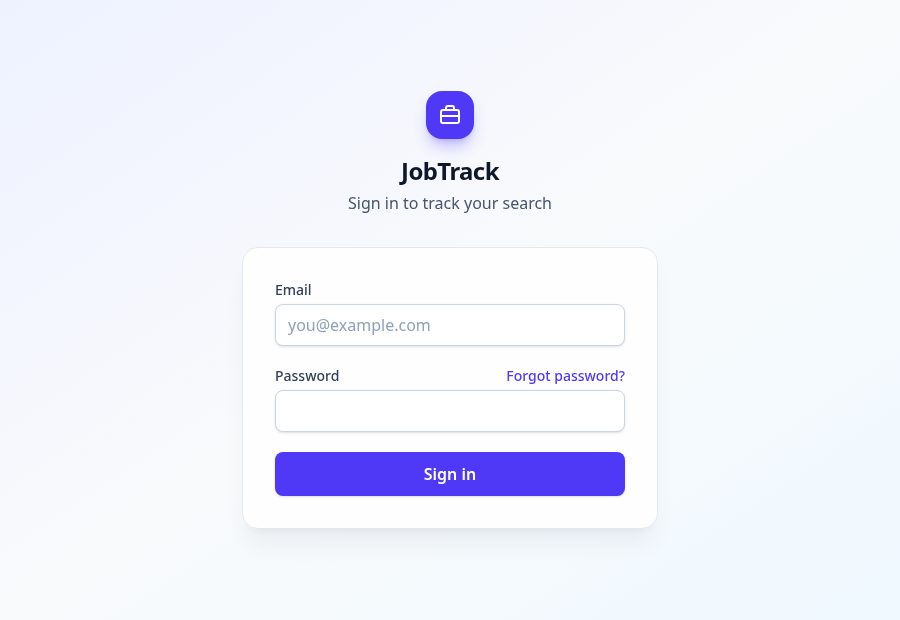 JobTrack
Sign in to track your search
Email
you@example.com
Password Forgot password?
Sign in